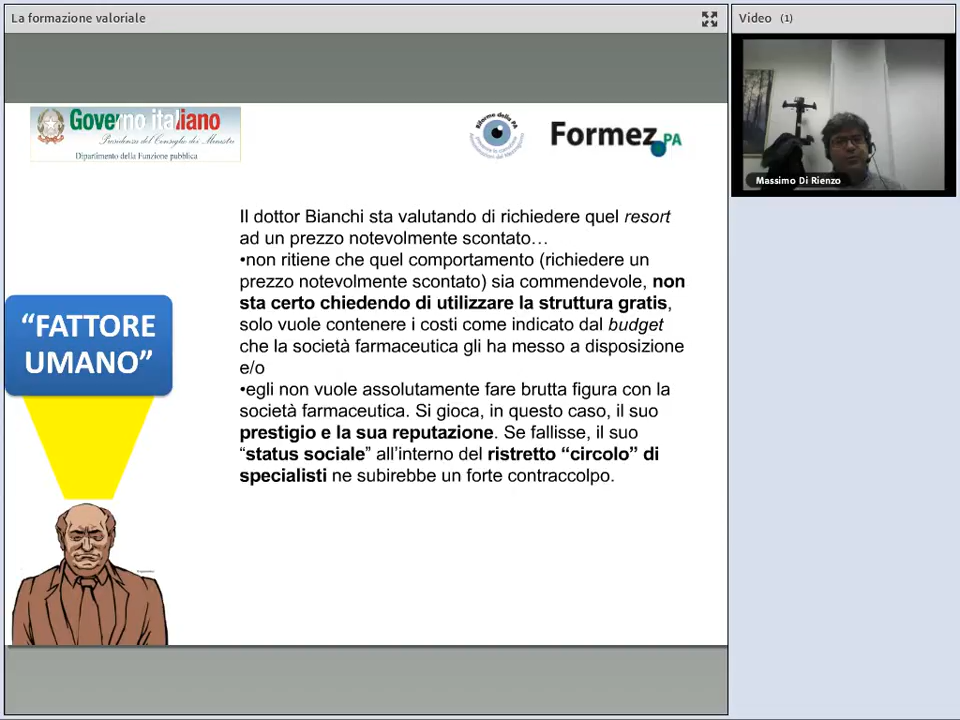 La formazione valoriale
Video (1)
Governo italiano
Presidenza del Consiglio dei Ministri
Dipartimento della Funzione pubblica
Riforme della PA
Formez PA
Massimo Di Rienzo
Il dottor Bianchi sta valutando di richiedere quel resort
ad un prezzo notevolmente scontato…
•non ritiene che quel comportamento (richiedere un
prezzo notevolmente scontato) sia commendevole, non
sta certo chiedendo di utilizzare la struttura gratis,
solo vuole contenere i costi come indicato dal budget
che la società farmaceutica gli ha messo a disposizione
e/o
•egli non vuole assolutamente fare brutta figura con la
società farmaceutica. Si gioca, in questo caso, il suo
prestigio e la sua reputazione. Se fallisse, il suo
“status sociale” all’interno del ristretto “circolo” di
specialisti ne subirebbe un forte contraccolpo.
“FATTORE
UMANO”